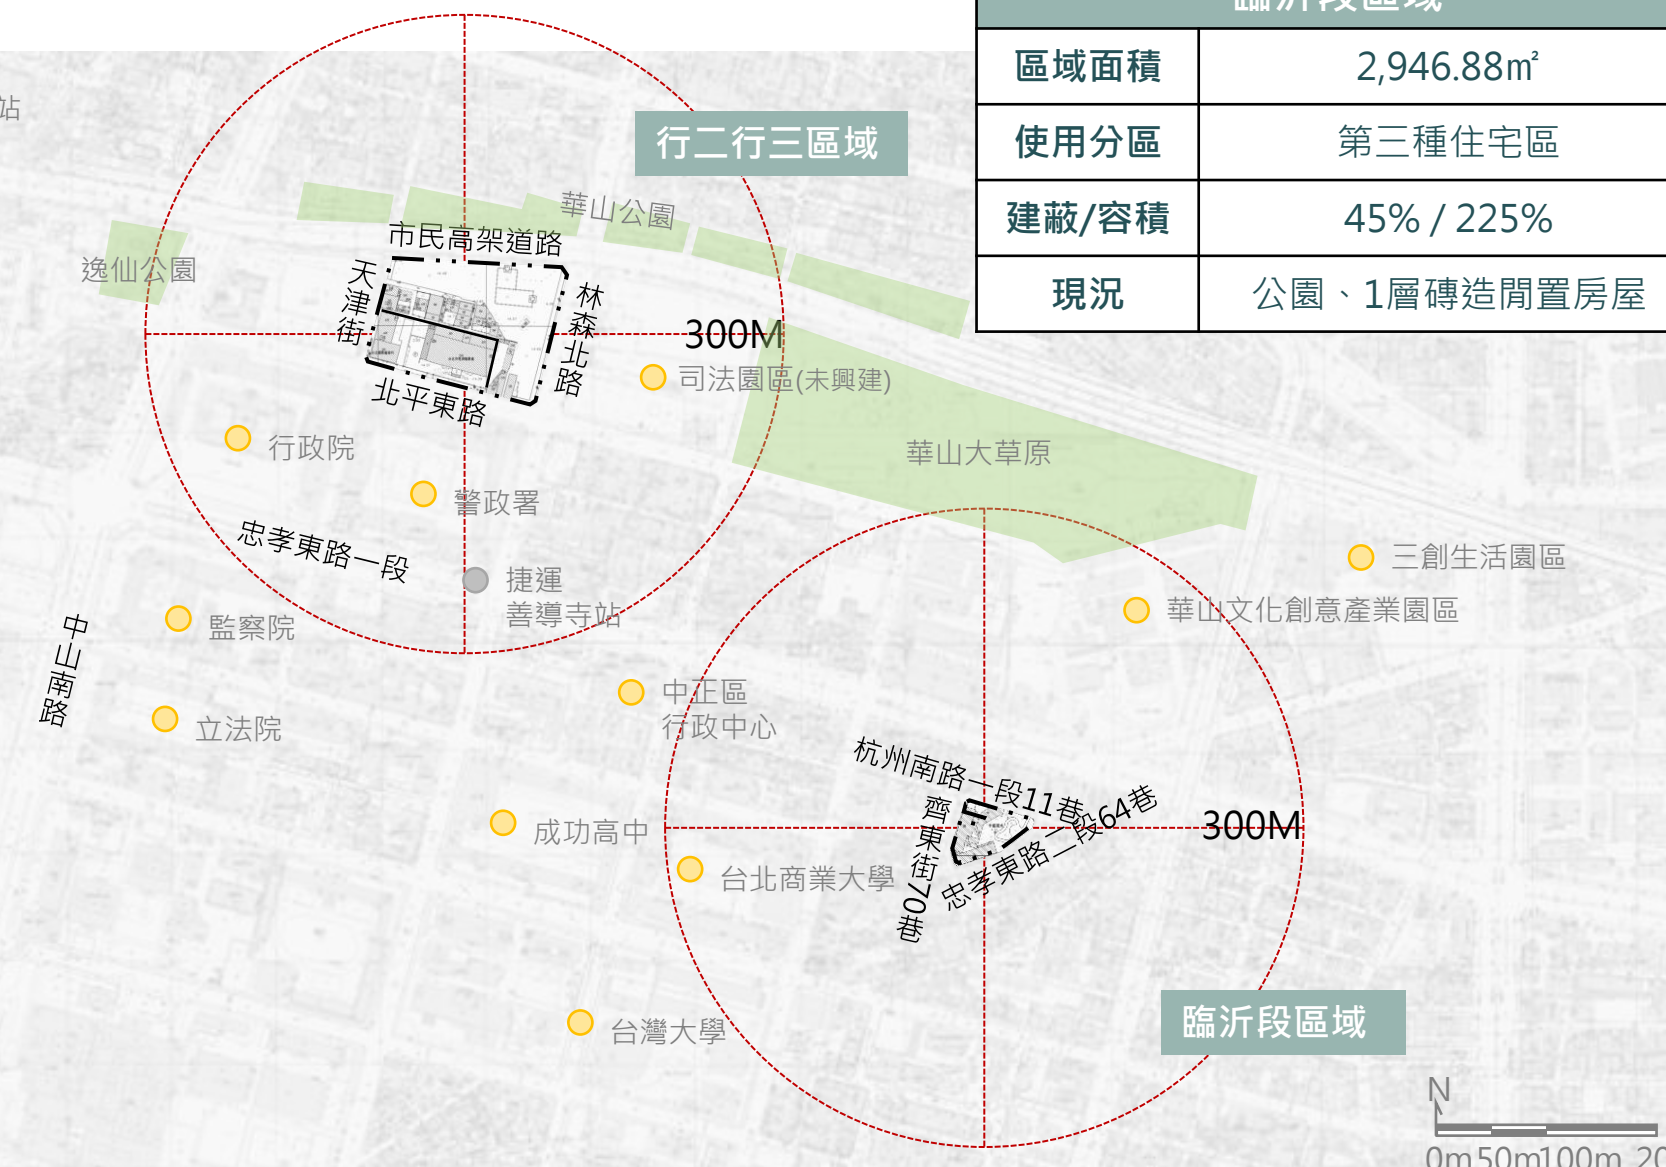 臨沂段區域
區域面積 2,946.88㎡
使用分區 第三種住宅區
建蔽/容積 45% / 225%
現況 公園、1層磚造閒置房屋
站
行二行三區域
華山公園
市民高架道路
逸仙公園
天津街
林森北路
300M
司法園區(未興建)
北平東路
行政院
華山大草原
警政署
忠孝東路一段
捷運
善導寺站
三創生活園區
華山文化創意產業園區
監察院
中山南路
立法院
中正區
行政中心
杭州南路一段11巷
齊東街70巷
忠孝東路二段64巷
300M
成功高中
台北商業大學
台灣大學
臨沂段區域
N
0m 50m 100m 20